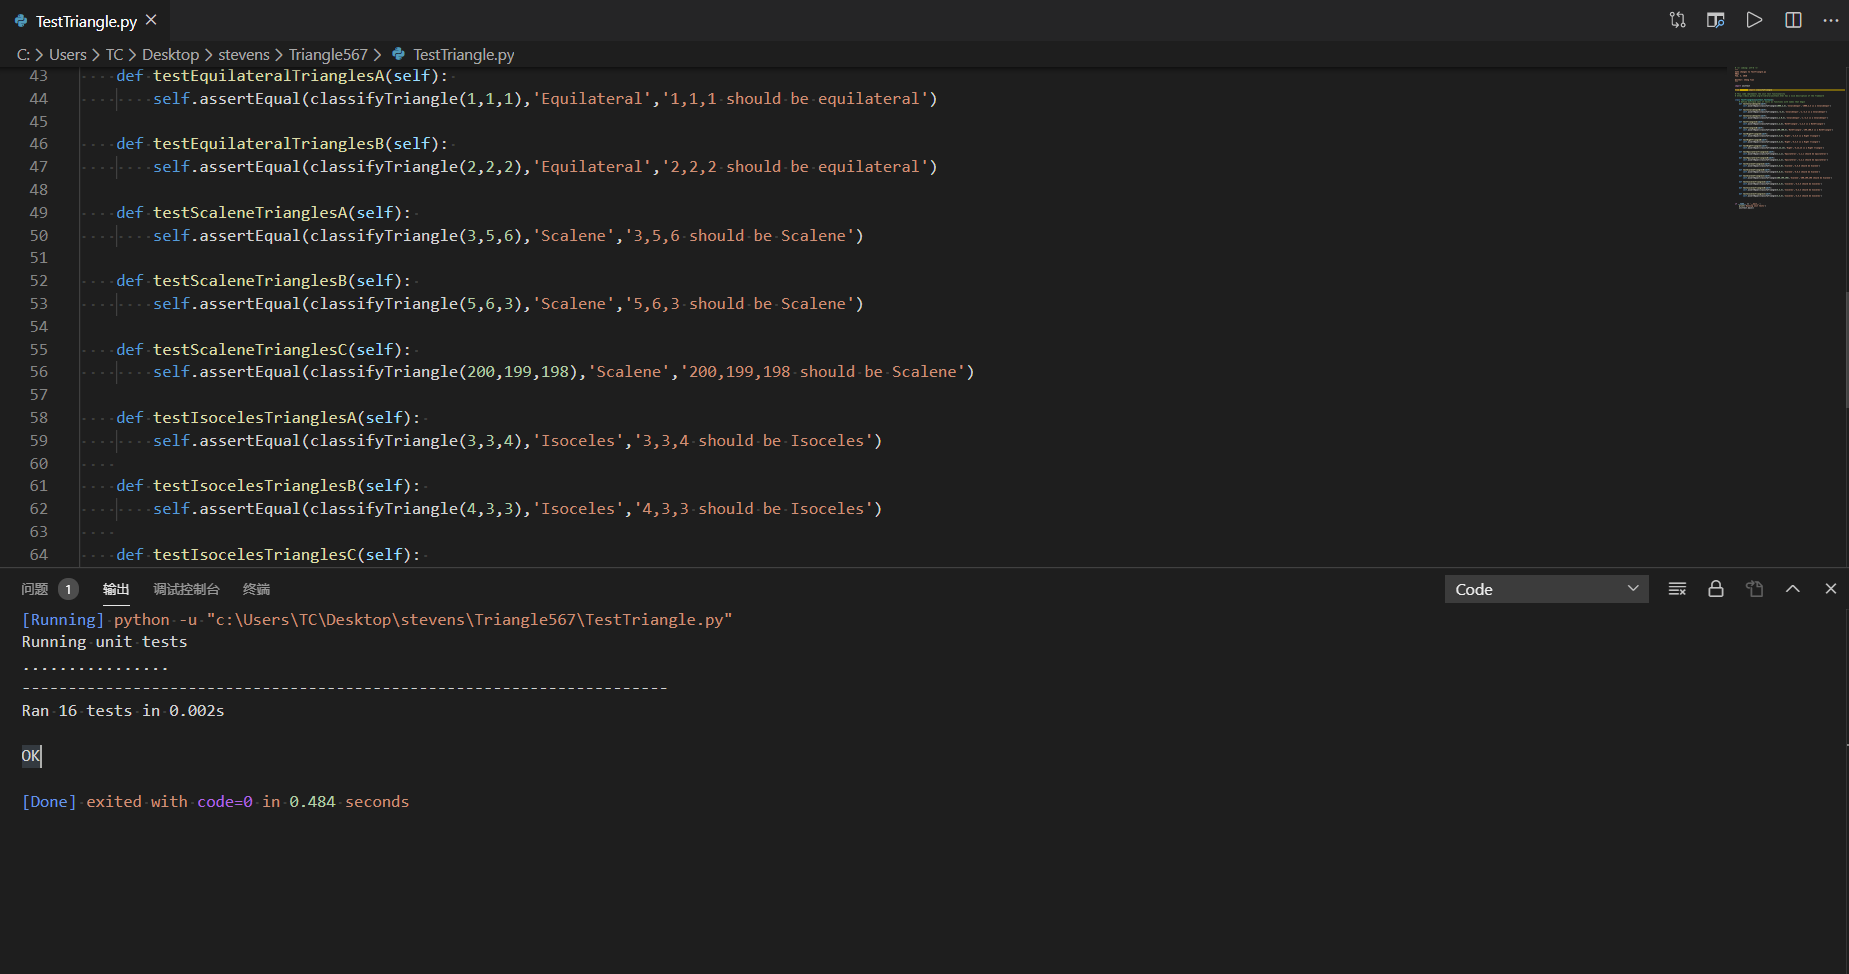 TestTriangle.py
C: > Users > TC > Desktop > stevens > Triangle567 > TestTriangle.py
43 def testEquilateralTrianglesA(self):
44 self.assertEqual(classifyTriangle(1,1,1),'Equilateral','1,1,1 should be equilateral')
45
46 def testEquilateralTrianglesB(self):
47 self.assertEqual(classifyTriangle(2,2,2),'Equilateral','2,2,2 should be equilateral')
48
49 def testScaleneTrianglesA(self):
50 self.assertEqual(classifyTriangle(3,5,6),'Scalene','3,5,6 should be Scalene')
51
52 def testScaleneTrianglesB(self):
53 self.assertEqual(classifyTriangle(5,6,3),'Scalene','5,6,3 should be Scalene')
54
55 def testScaleneTrianglesC(self):
56 self.assertEqual(classifyTriangle(200,199,198),'Scalene','200,199,198 should be Scalene')
57
58 def testIsocelesTrianglesA(self):
59 self.assertEqual(classifyTriangle(3,3,4),'Isoceles','3,3,4 should be Isoceles')
60
61 def testIsocelesTrianglesB(self):
62 self.assertEqual(classifyTriangle(4,3,3),'Isoceles','4,3,3 should be Isoceles')
63
64 def testIsocelesTrianglesC(self):
问题 1 输出 调试控制台 终端 Code
[Running] python -u "c:\Users\TC\Desktop\stevens\Triangle567\TestTriangle.py"
Running unit tests
................
----------------------------------------------------------------------
Ran 16 tests in 0.002s
OK
[Done] exited with code=0 in 0.484 seconds